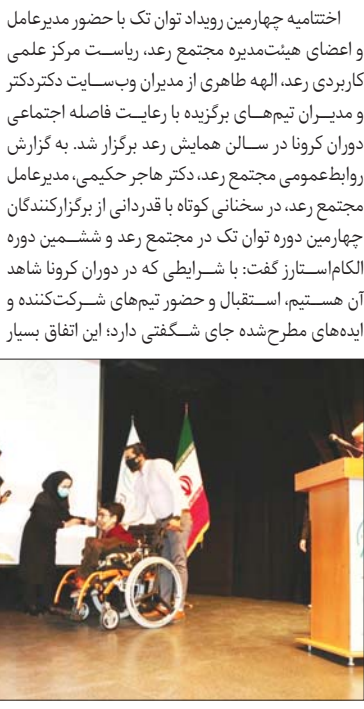 اختتامیه چهارمین رویداد توان تک با حضور مدیرعامل
و اعضای هیئت‌مدیره مجتمع رعد، ریاست مرکز علمی
کاربردی رعد، الهه طاهری از مدیران وب‌سایت دکتردکتر
و مدیران تیم‌های برگزیده با رعایت فاصله اجتماعی
دوران کرونا در سالن همایش رعد برگزار شد. به گزارش
روابط‌عمومی مجتمع رعد، دکتر هاجر حکیمی، مدیرعامل
مجتمع رعد، در سخنانی کوتاه با قدردانی از برگزارکنندگان
چهارمین دوره توان تک در مجتمع رعد و ششمین دوره
الکام‌استارز گفت: با شرایطی که در دوران کرونا شاهد
آن هستیم، استقبال و حضور تیم‌های شرکت‌کننده و
ایده‌های مطرح‌شده جای شگفتی دارد؛ این اتفاق بسیار